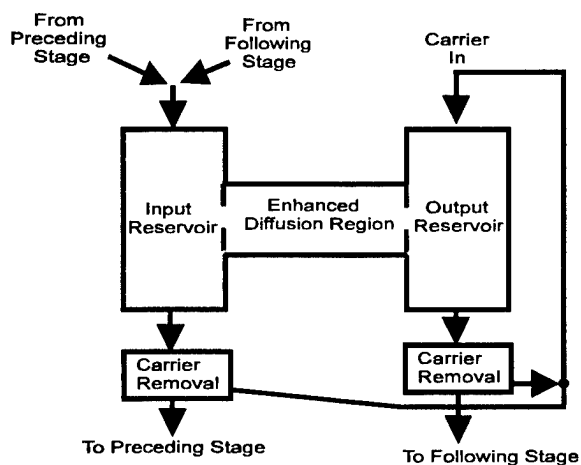 From
Preceding
Stage
From
Following
Stage
Carrier
In
Input
Reservoir
Enhanced
Diffusion Region
Output
Reservoir
Carrier
Removal
Carrier
Removal
To Preceding Stage
To Following Stage